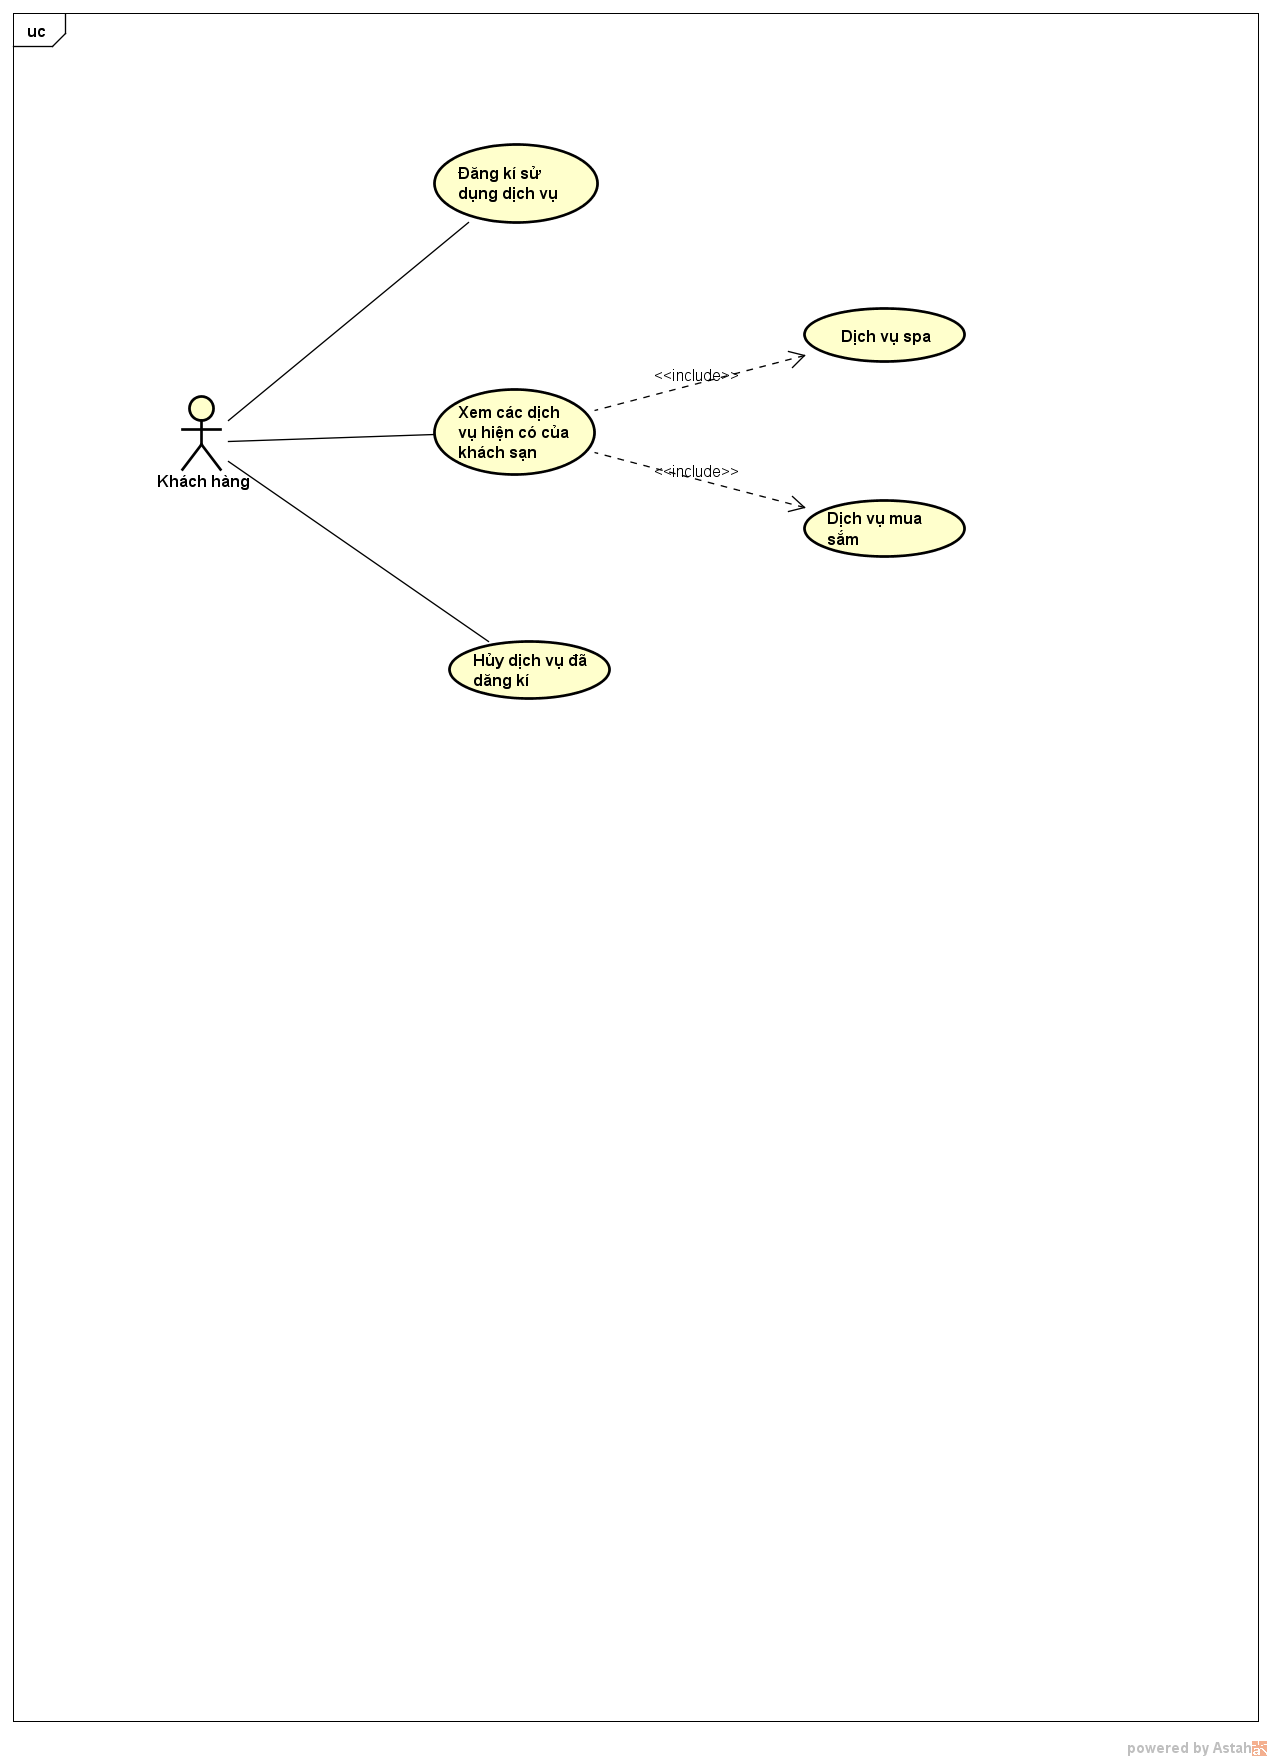 uc
Đăng kí sử
dụng dịch vụ
Dịch vụ spa
<<include>>
Xem các dịch
vụ hiện có của
khách sạn
<<include>>
Khách hàng
Dịch vụ mua
sắm
Hủy dịch vụ đã
dăng kí
powered by Astah